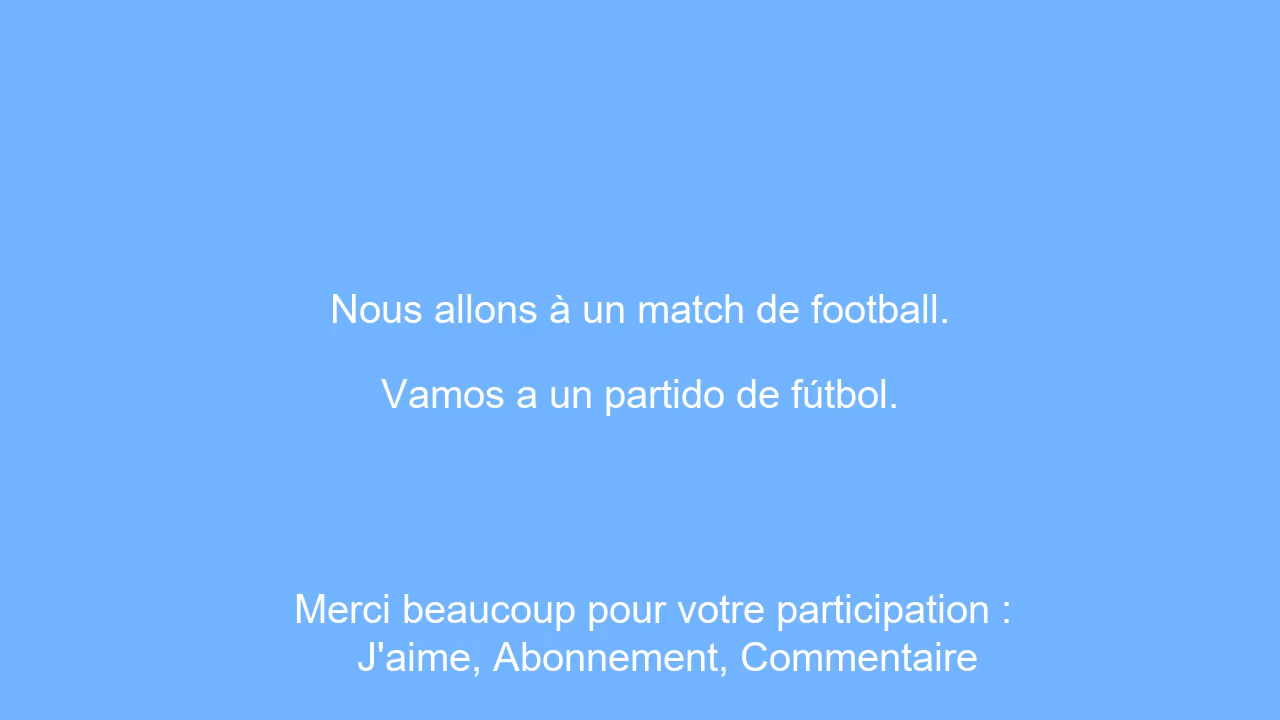 Nous allons à un match de football.
Vamos a un partido de fútbol.
Merci beaucoup pour votre participation :
J'aime, Abonnement, Commentaire